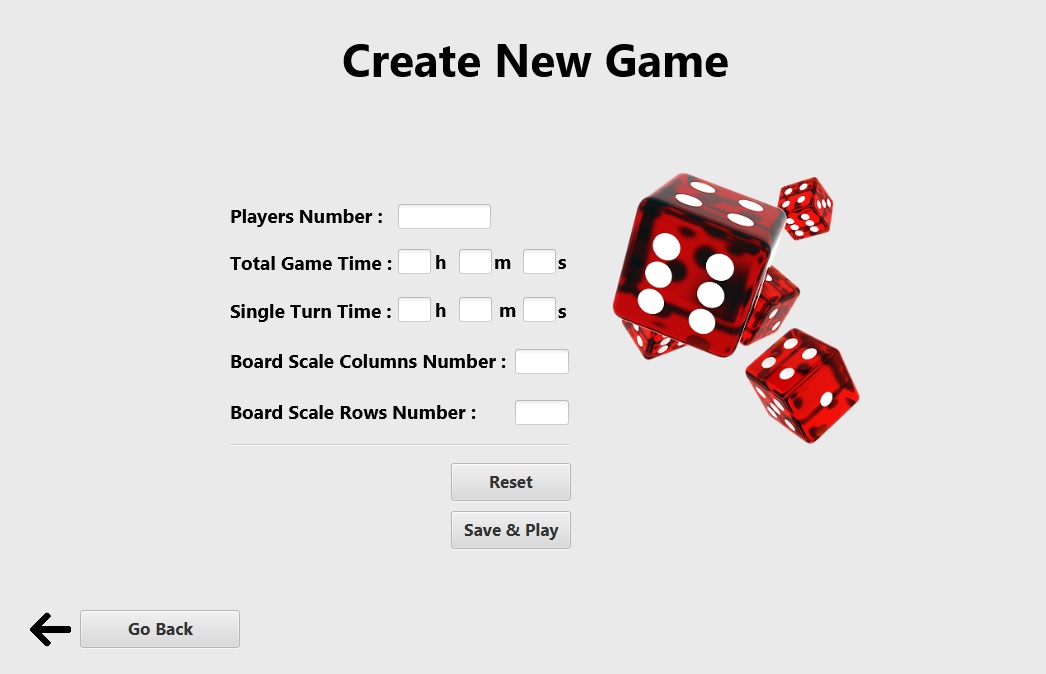 Create New Game
Players Number :
Total Game Time : h m s
Single Turn Time : h m s
Board Scale Columns Number :
Board Scale Rows Number :
Reset
Save & Play
Go Back